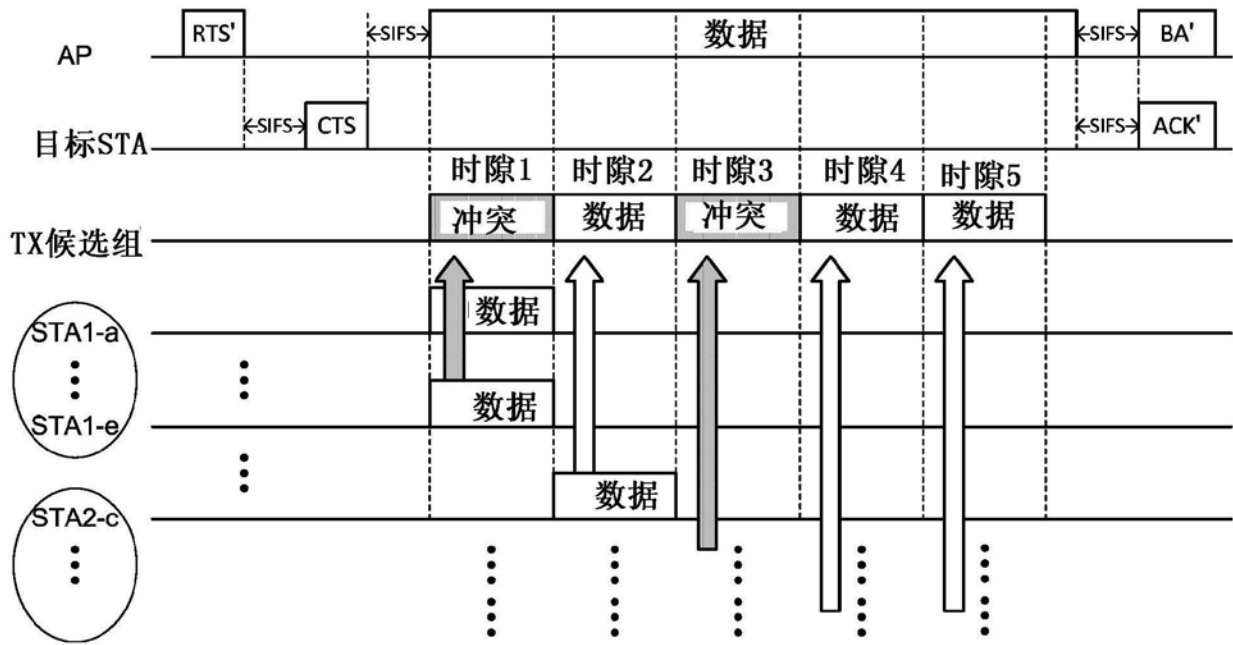 RTS'
←SIFS→
数据
←SIFS→
BA'
AP
←SIFS→
CTS
←SIFS→
ACK'
目标STA
时隙1
时隙2
时隙3
时隙4
时隙5
冲突
数据
冲突
数据
数据
TX候选组
数据
STA1-a
数据
STA1-e
数据
STA2-c